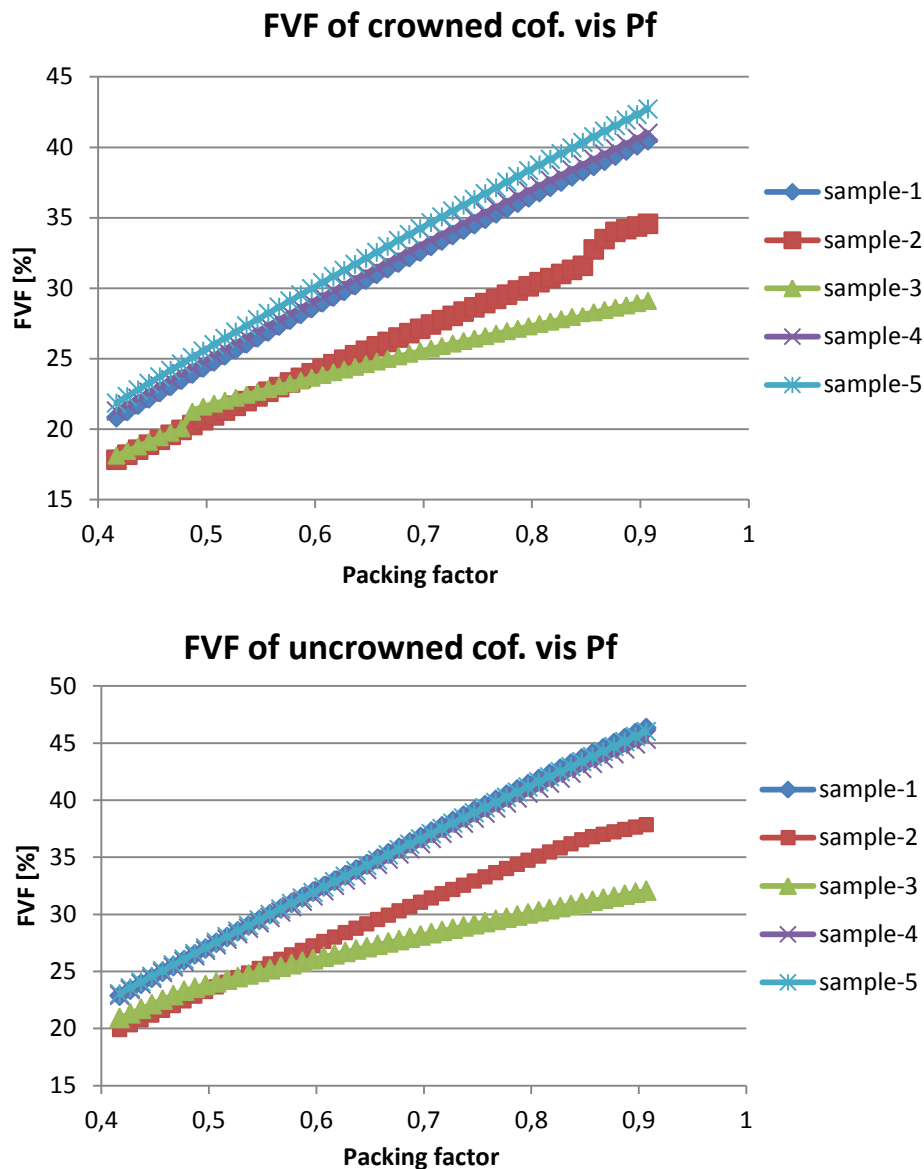 FVF of crowned cof. vis Pf
45
40
35
30
25
20
15
FVF [%]
0,4 0,5 0,6 0,7 0,8 0,9 1
Packing factor
sample-1
sample-2
sample-3
sample-4
sample-5
FVF of uncrowned cof. vis Pf
50
45
40
35
30
25
20
15
FVF [%]
0,4 0,5 0,6 0,7 0,8 0,9 1
Packing factor
sample-1
sample-2
sample-3
sample-4
sample-5